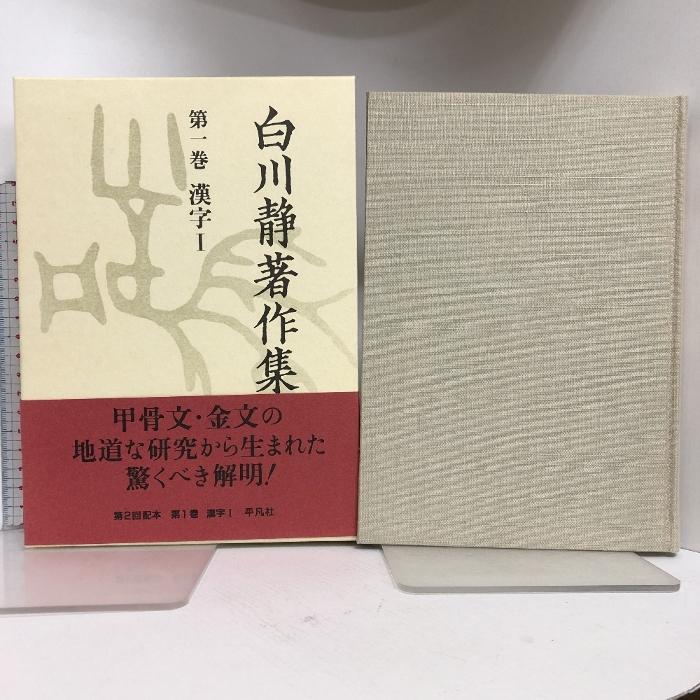 白川静著作集
第一巻 漢字Ⅰ
甲骨文・金文の
地道な研究から生まれた
驚くべき解明!
第2回配本 第1巻 漢字Ⅰ 平凡社